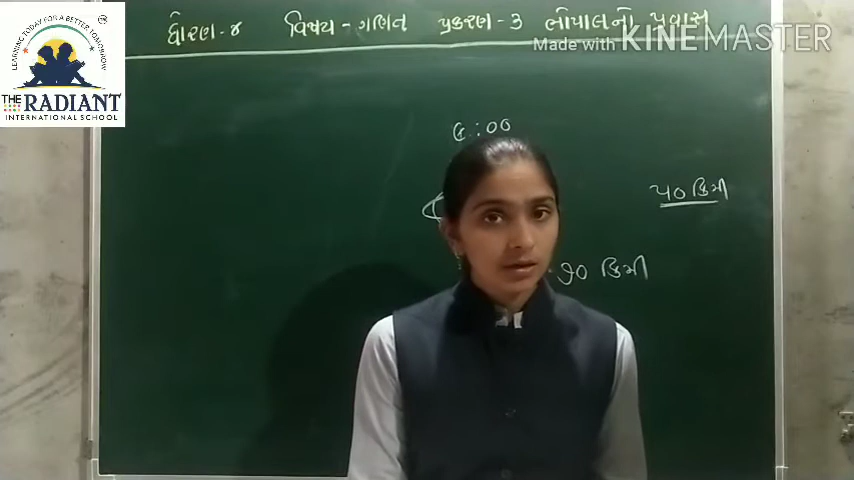 LEARNING TODAY FOR A BETTER TOMORROW
THE RADIANT
INTERNATIONAL SCHOOL
ધોરણ-૪ વિષય - ગણિત પ્રકરણ-૩ ભોપાલનો પ્રવાસ
Made with KINEMASTER
૯:૦૦
૫૦ કિમી
૭૦ કિમી